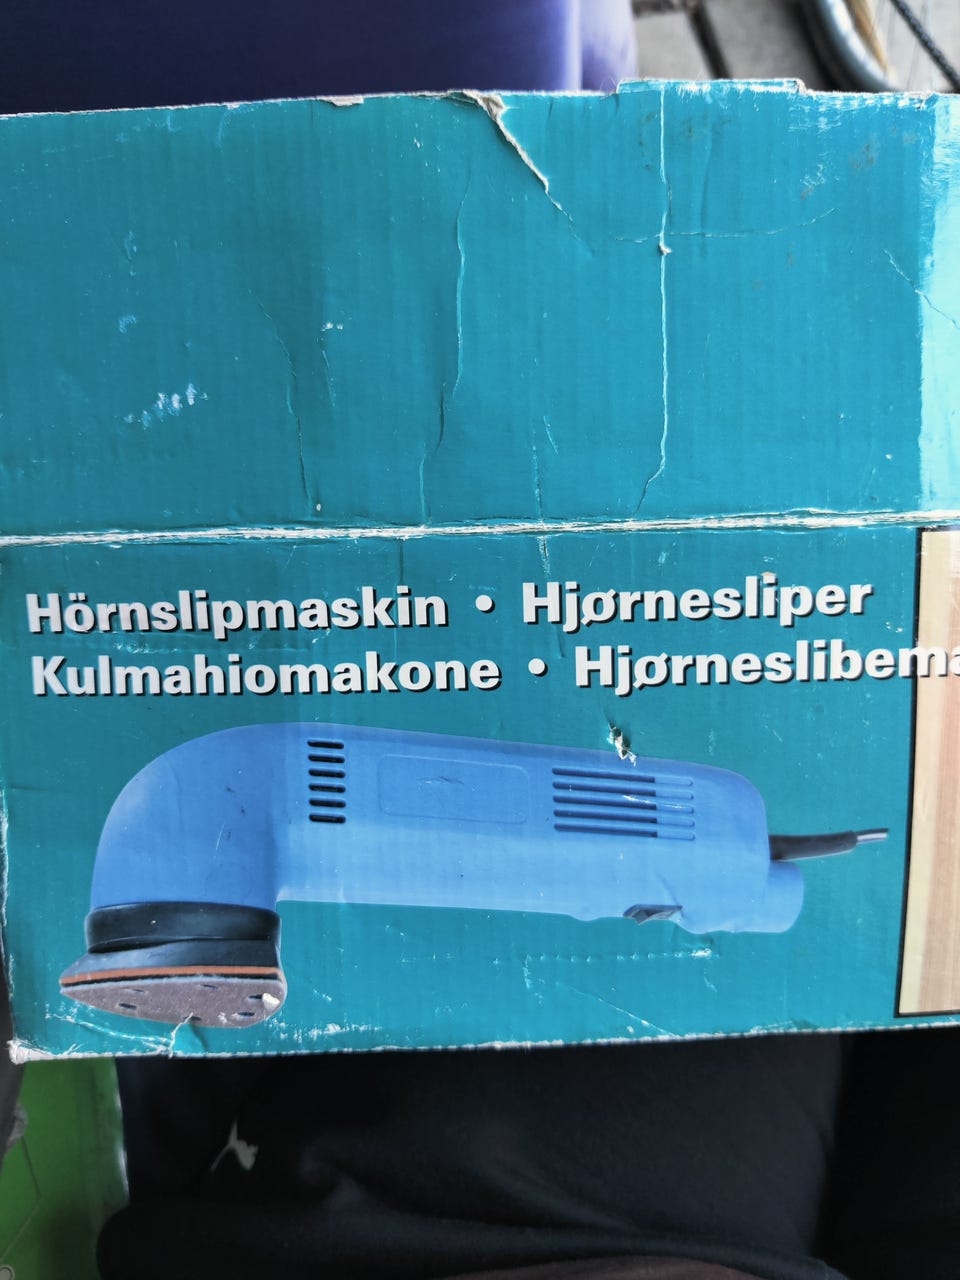 Hörnslipmaskin • Hjørnesliper
Kulmahiomakone • Hjørneslibema